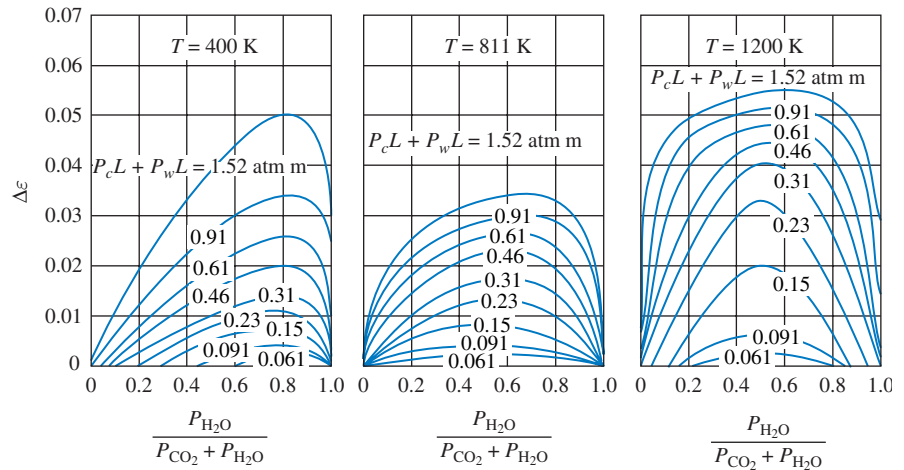 0.07
0.06
0.05
0.04
0.03
0.02
0.01
0
Δε
T = 400 K
P_cL + P_wL = 1.52 atm m
0.91
0.61
0.46
0.31
0.23
0.15
0.091
0.061
0 0.2 0.4 0.6 0.8 1.0
P_H₂O
P_CO₂ + P_H₂O
T = 811 K
P_cL + P_wL = 1.52 atm m
0.91
0.61
0.46
0.31
0.23
0.15
0.091
0.061
0 0.2 0.4 0.6 0.8 1.0
P_H₂O
P_CO₂ + P_H₂O
T = 1200 K
P_cL + P_wL = 1.52 atm m
0.91
0.61
0.46
0.31
0.23
0.15
0.091
0.061
0 0.2 0.4 0.6 0.8 1.0
P_H₂O
P_CO₂ + P_H₂O